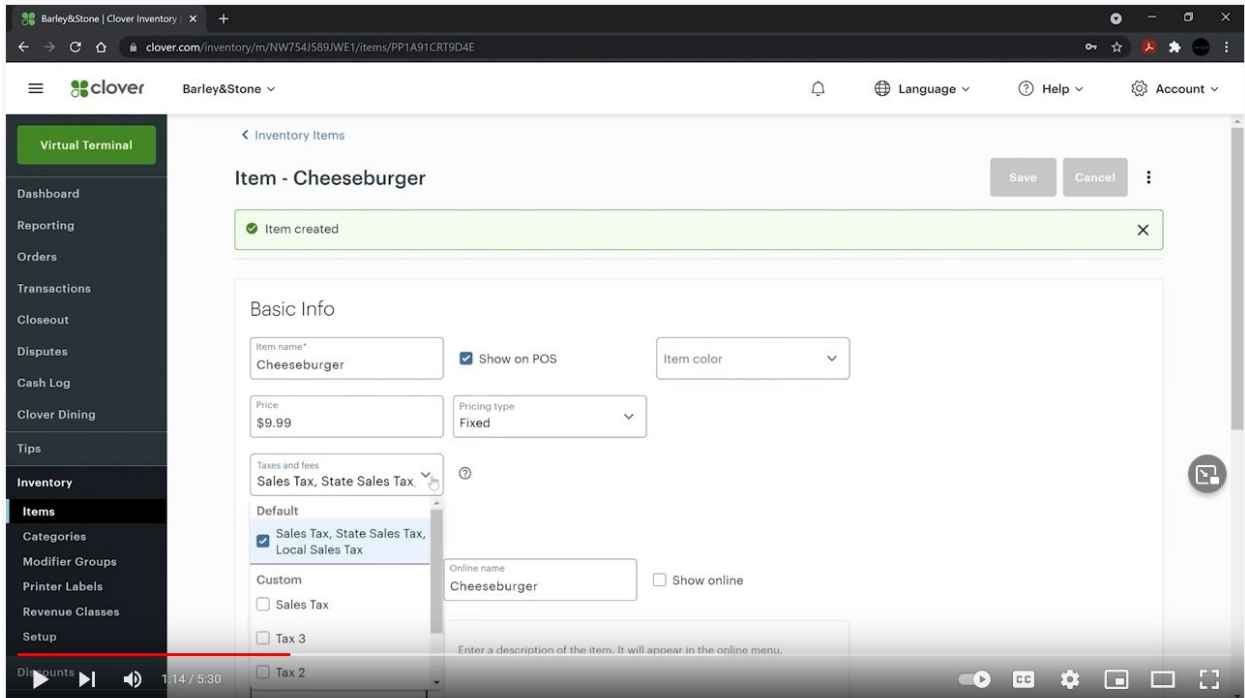 Barley&Stone | Clover Inventory |
clover.com/inventory/m/NW754J589JWE1/items/PP1A91CRT9D4E
clover
Barley&Stone
Language
Help
Account
Virtual Terminal
Dashboard
Reporting
Orders
Transactions
Closeout
Disputes
Cash Log
Clover Dining
Tips
Inventory
Items
Categories
Modifier Groups
Printer Labels
Revenue Classes
Setup
Discounts
Inventory Items
Item - Cheeseburger
Save
Cancel
Item created
Basic Info
Item name*
Cheeseburger
Show on POS
Item color
Price
$9.99
Pricing type
Fixed
Taxes and fees
Sales Tax, State Sales Tax,
Default
Sales Tax, State Sales Tax,
Local Sales Tax
Custom
Sales Tax
Tax 3
Tax 2
Online name
Cheeseburger
Show online
Enter a description of the item. It will appear in the online menu.
1:14 / 5:30
CC